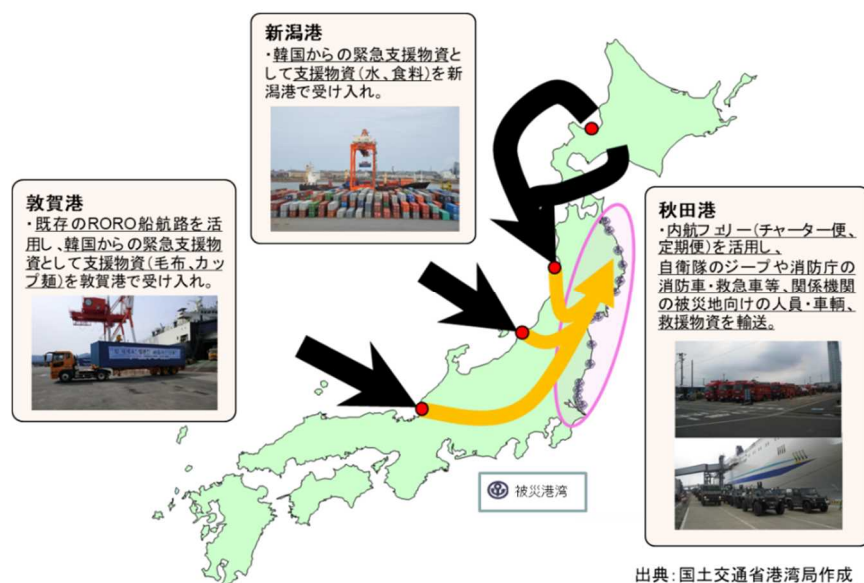 新潟港
・韓国からの緊急支援物資と
して支援物資(水、食料)を新
潟港で受け入れ。
敦賀港
・既存のRORO船航路を活
用し、韓国からの緊急支援物
資として支援物資(毛布、カッ
プ麺)を敦賀港で受け入れ。
秋田港
・内航フェリー(チャーター便、
定期便)を活用し、
自衛隊のジープや消防庁の
消防車・救急車等、関係機関
の被災地向けの人員・車輌、
救援物資を輸送。
被災港湾
出典:国土交通省港湾局作成